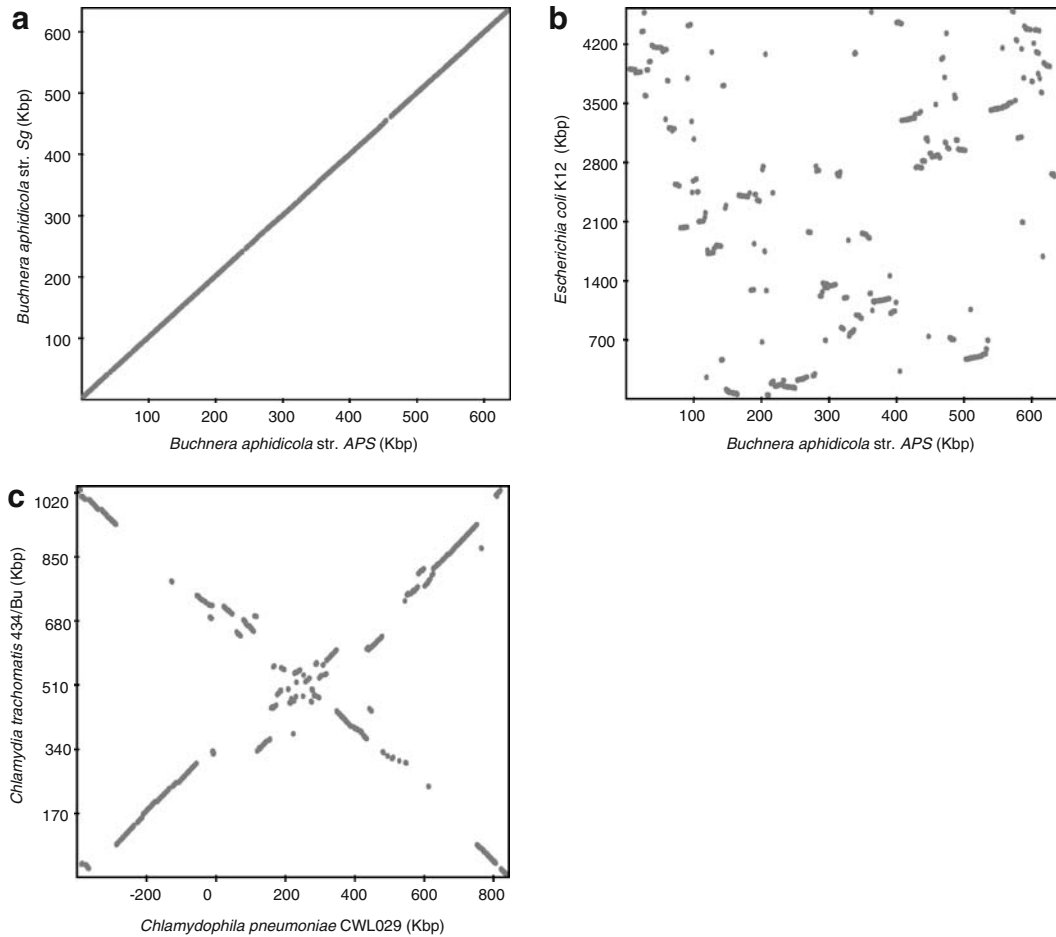 a
600
500
400
300
200
100
Buchnera aphidicola str. Sg (Kbp)
100 200 300 400 500 600
Buchnera aphidicola str. APS (Kbp)
b
4200
3500
2800
2100
1400
700
Escherichia coli K12 (Kbp)
100 200 300 400 500 600
Buchnera aphidicola str. APS (Kbp)
c
1020
850
680
510
340
170
Chlamydia trachomatis 434/Bu (Kbp)
-200 0 200 400 600 800
Chlamydophila pneumoniae CWL029 (Kbp)